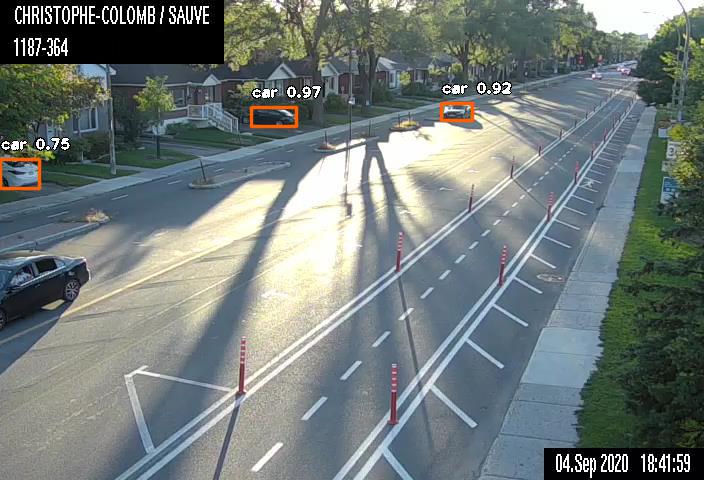 CHRISTOPHE-COLOMB / SAUVE
1187-364
car 0.97
car 0.92
car 0.75
04.Sep 2020 18:41:59